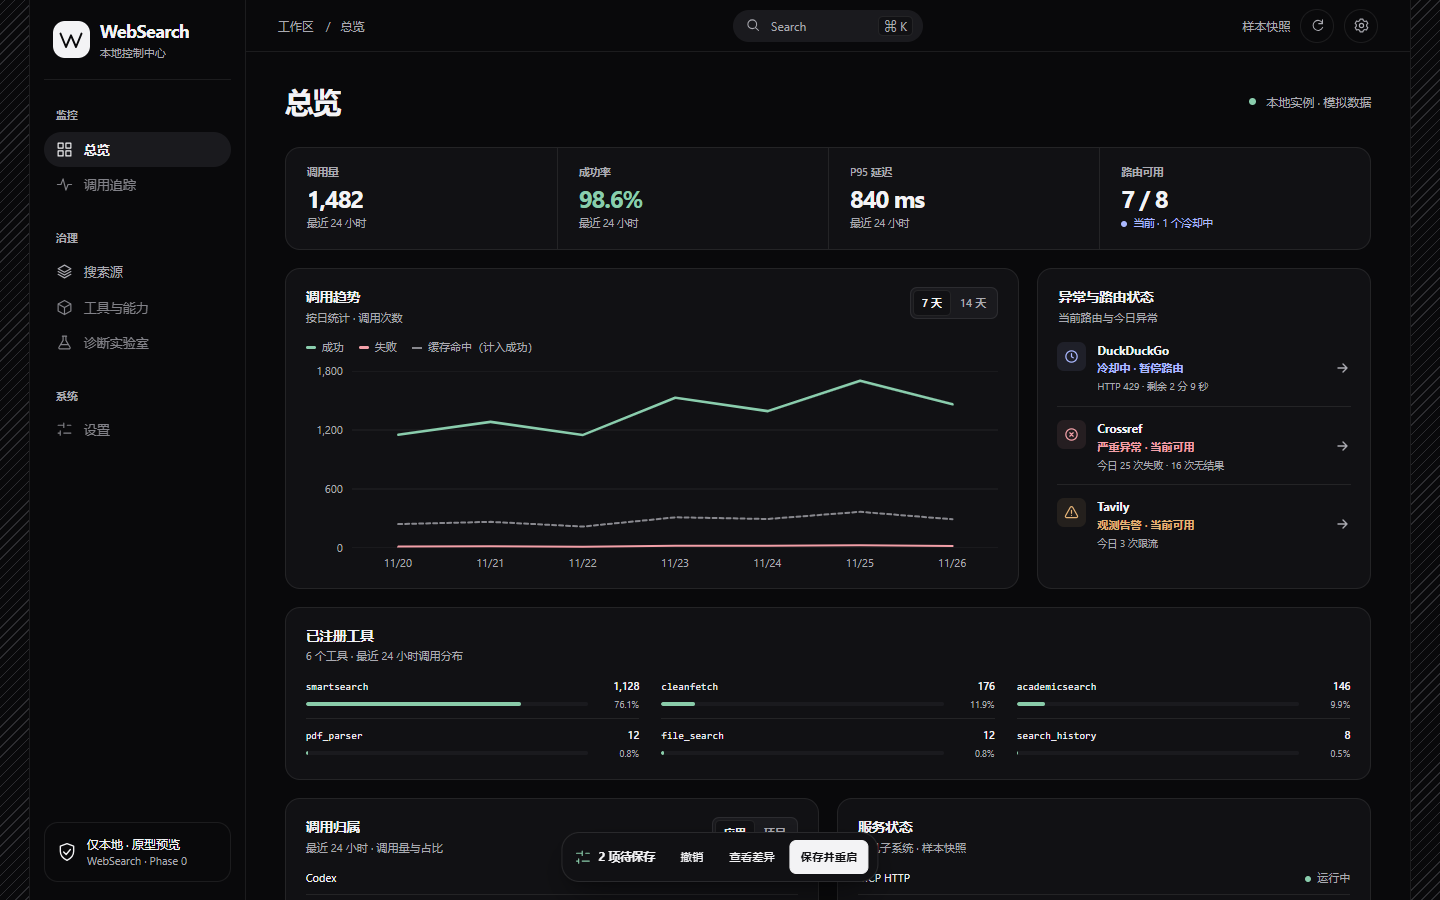 WebSearch
本地控制中心
工作区 / 总览
Search
⌘ K
样本快照
监控
总览
调用追踪
治理
搜索源
工具与能力
诊断实验室
系统
设置
仅本地 · 原型预览
WebSearch · Phase 0
总览
本地实例 · 模拟数据
调用量
1,482
最近 24 小时
成功率
98.6%
最近 24 小时
P95 延迟
840 ms
最近 24 小时
路由可用
7 / 8
当前 · 1 个冷却中
调用趋势
按日统计 · 调用次数
7 天
14 天
成功
失败
缓存命中（计入成功）
1,800
1,200
600
0
11/20
11/21
11/22
11/23
11/24
11/25
11/26
异常与路由状态
当前路由与今日异常
DuckDuckGo
冷却中 · 暂停路由
HTTP 429 · 剩余 2 分 9 秒
Crossref
严重异常 · 当前可用
今日 25 次失败 · 16 次无结果
Tavily
观测告警 · 当前可用
今日 3 次限流
已注册工具
6 个工具 · 最近 24 小时调用分布
smartsearch
1,128
76.1%
cleanfetch
176
11.9%
academicsearch
146
9.9%
pdf_parser
12
0.8%
file_search
12
0.8%
search_history
8
0.5%
调用归属
最近 24 小时 · 调用量与占比
Codex
服务状态
子系统 · 样本快照
CP HTTP
运行中
2 项待保存
撤销
查看差异
保存并重启